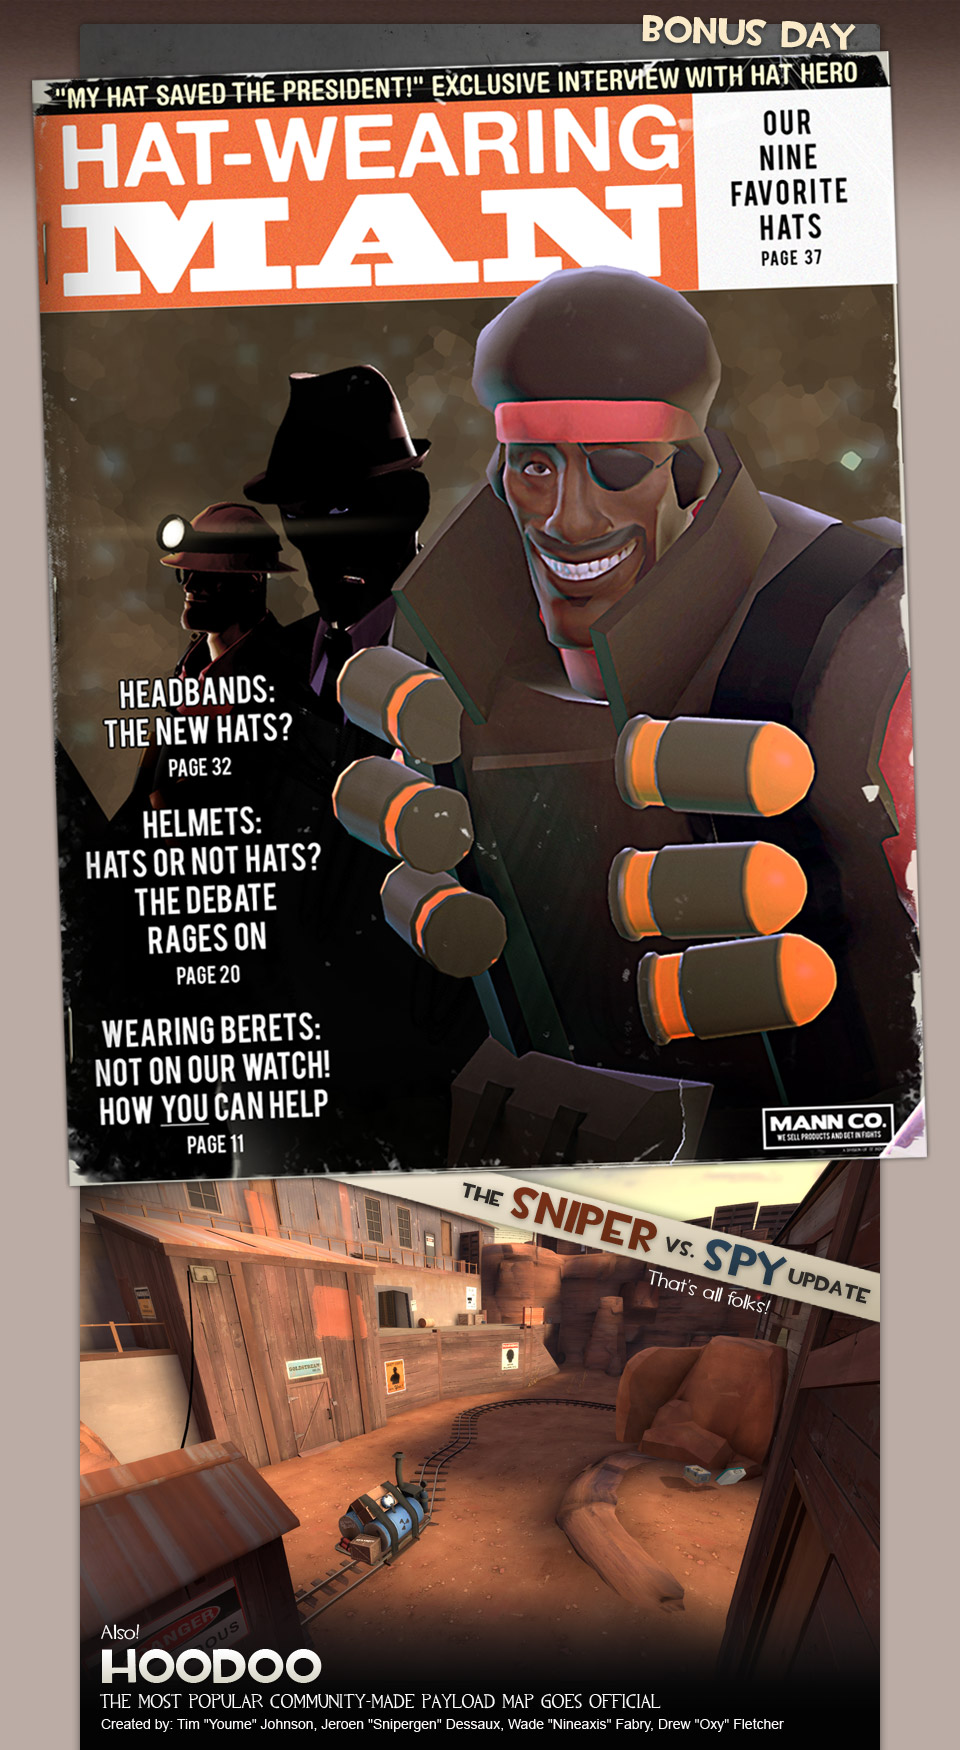 BONUS DAY
"MY HAT SAVED THE PRESIDENT!" EXCLUSIVE INTERVIEW WITH HAT HERO
HAT-WEARING
MAN
OUR
NINE
FAVORITE
HATS
PAGE 37
HEADBANDS:
THE NEW HATS?
PAGE 32
HELMETS:
HATS OR NOT HATS?
THE DEBATE
RAGES ON
PAGE 20
WEARING BERETS:
NOT ON OUR WATCH!
HOW YOU CAN HELP
PAGE 11
MANN CO.
WE SELL PRODUCTS AND GET IN FIGHTS
THE SNIPER VS. SPY UPDATE
That's all folks!
GOLDSTREAM
DANGER
Also!
HOODOO
THE MOST POPULAR COMMUNITY-MADE PAYLOAD MAP GOES OFFICIAL
Created by: Tim "Youme" Johnson, Jeroen "Snipergen" Dessaux, Wade "Nineaxis" Fabry, Drew "Oxy" Fletcher